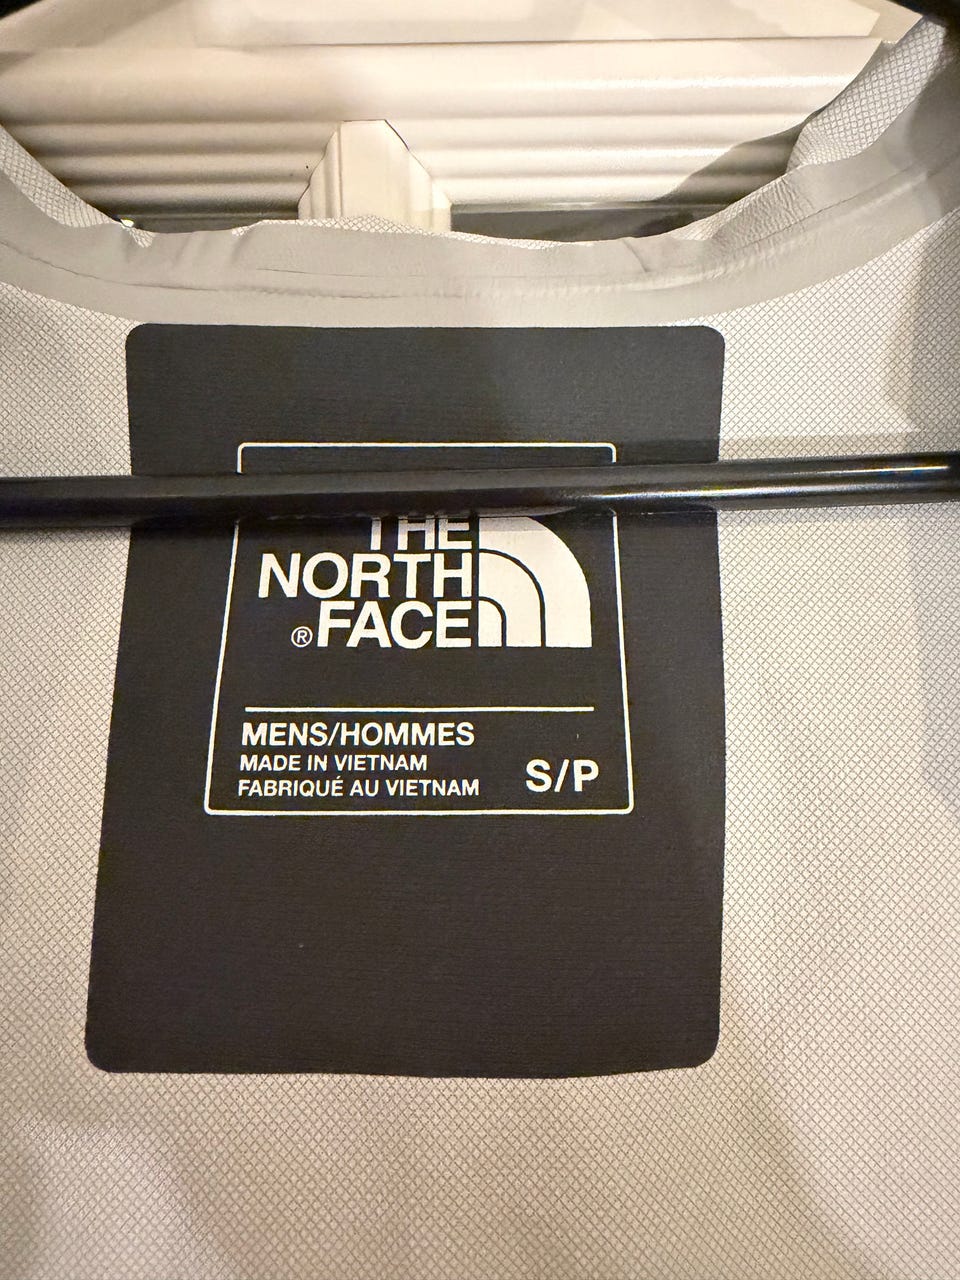 THE
NORTH
®FACE
MENS/HOMMES
MADE IN VIETNAM
FABRIQUÉ AU VIETNAM
S/P